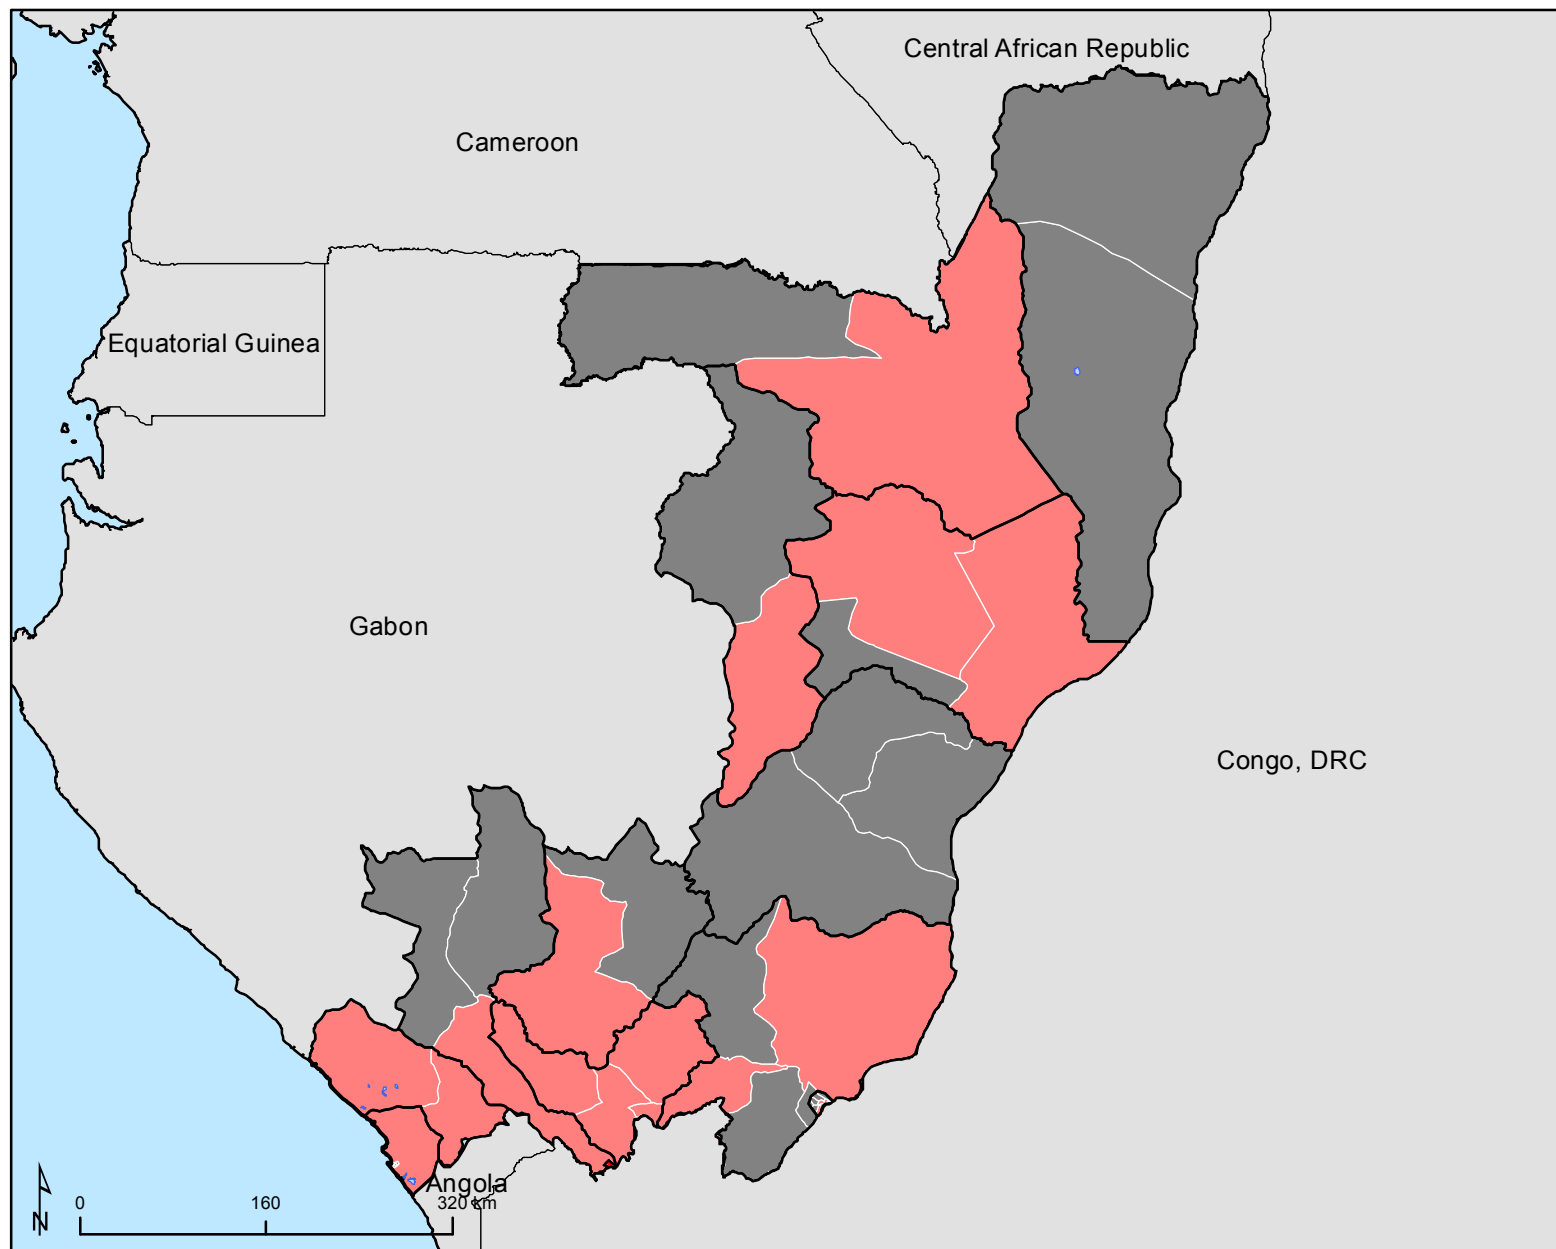 Central African Republic
Cameroon
Equatorial Guinea
Gabon
Congo, DRC
Angola
0 160 320 km
N